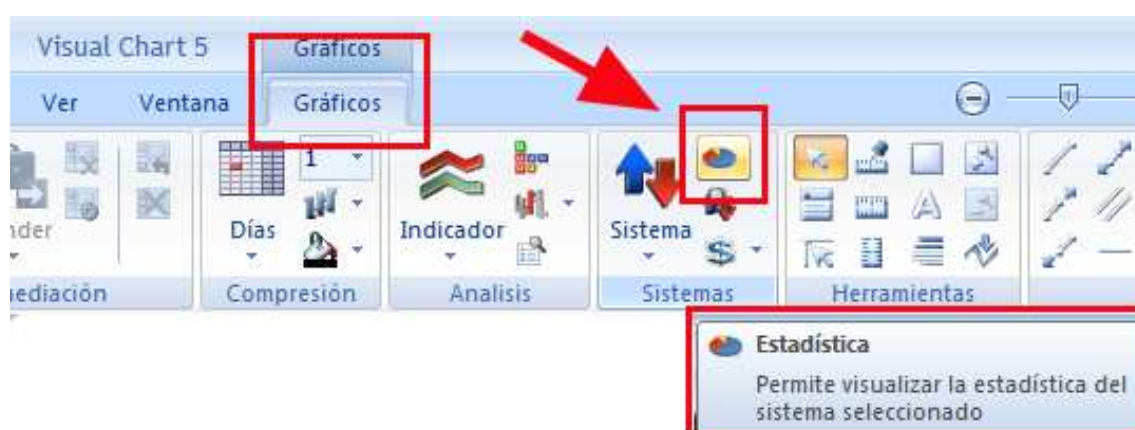 Visual Chart 5
Gráficos
Ver
Ventana
Gráficos
1
Días
Indicador
Sistema
$
A
Compresión
Analisis
Sistemas
Herramientas
Estadística
Permite visualizar la estadística del
sistema seleccionado